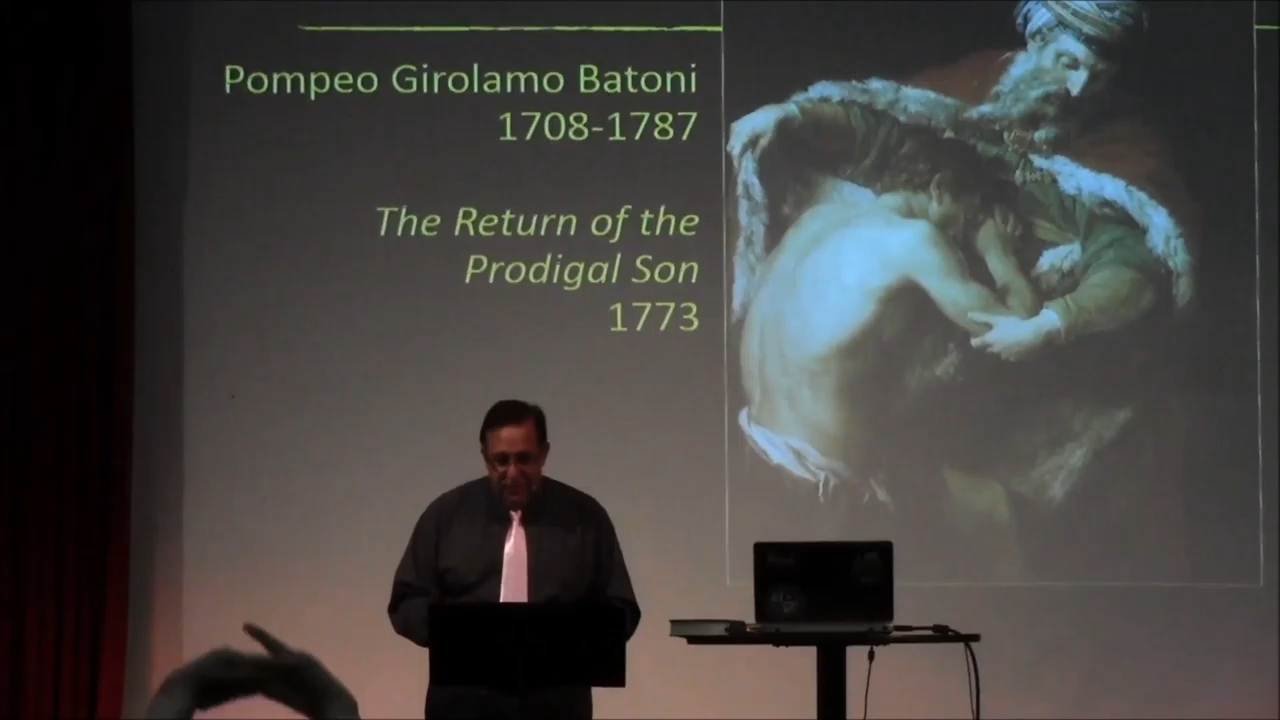 Pompeo Girolamo Batoni
1708-1787
The Return of the
Prodigal Son
1773